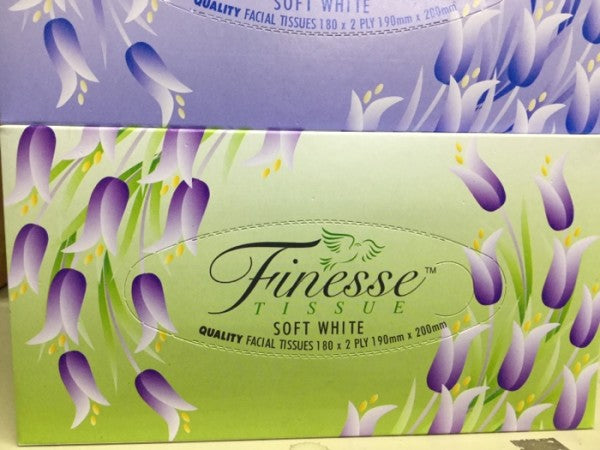 SOFT WHITE
QUALITY FACIAL TISSUES 180 x 2 PLY 190mm x 200mm
Finesse™
TISSUE
SOFT WHITE
QUALITY FACIAL TISSUES 180 x 2 PLY 190mm x 200mm